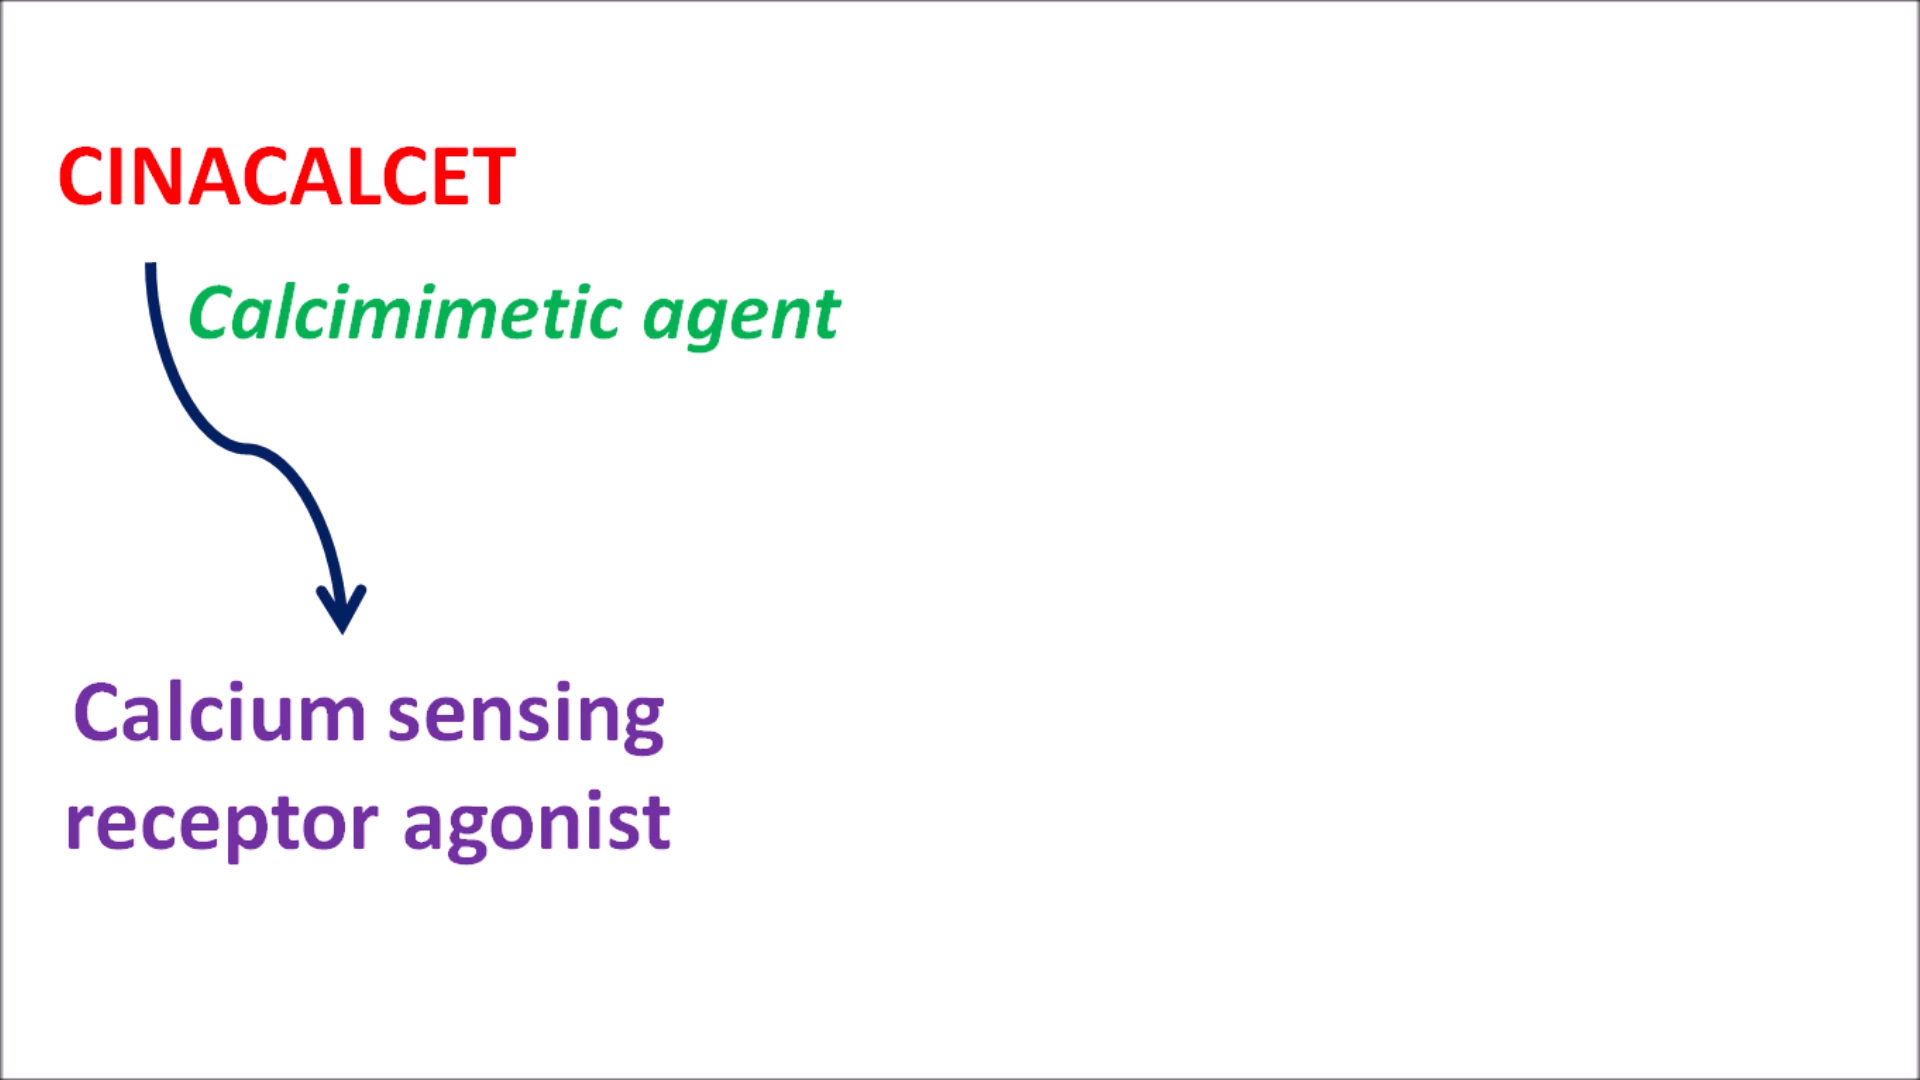 CINACALCET
Calcimimetic agent
Calcium sensing
receptor agonist